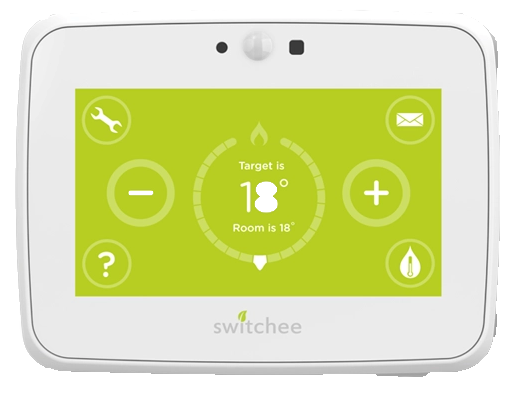 Target is
− 18° +
Room is 18°
?
switchee